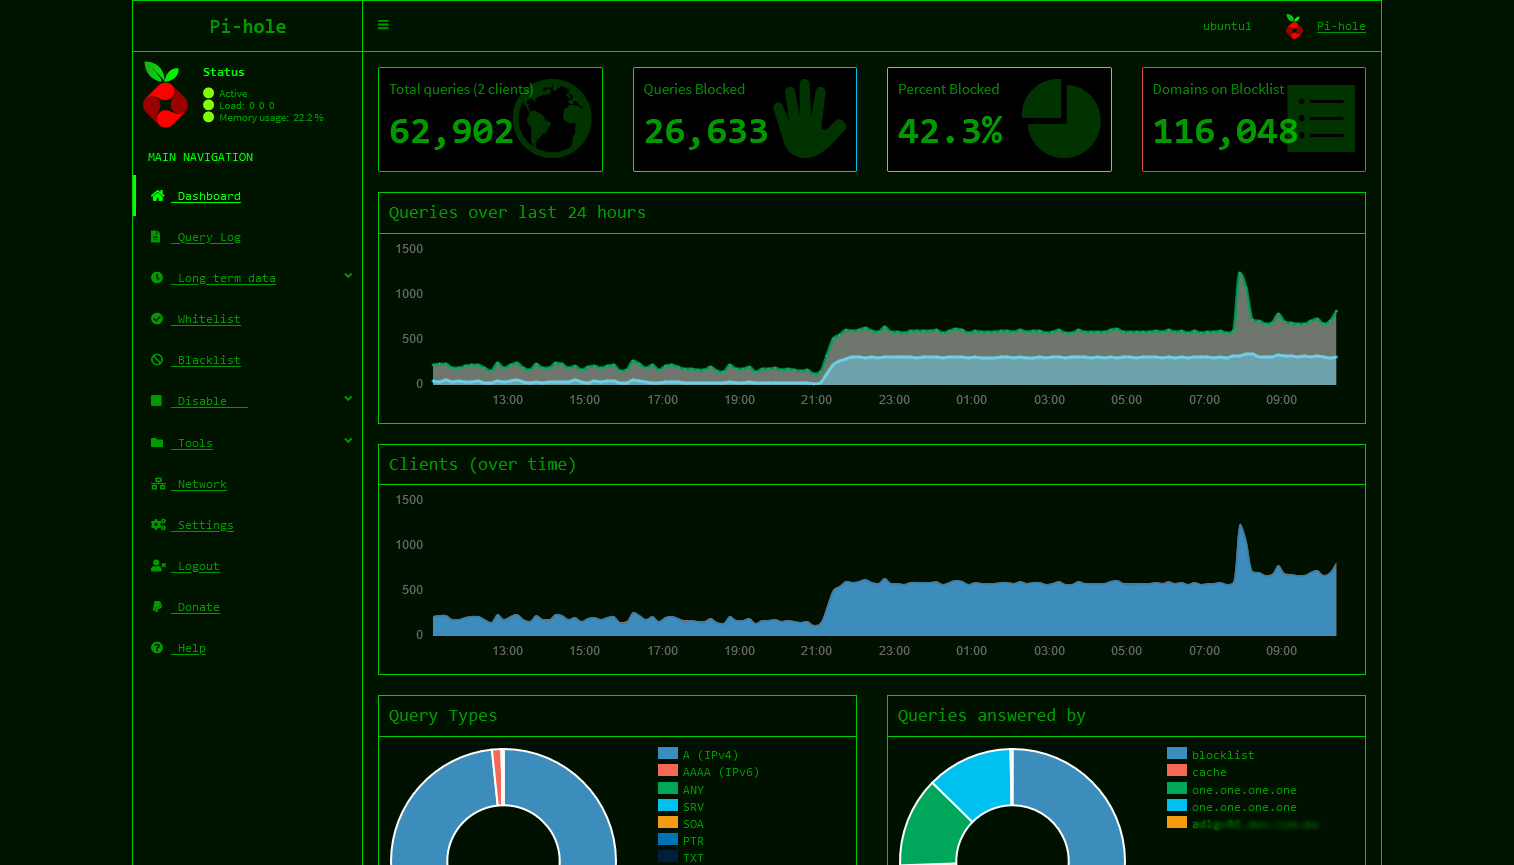 Pi-hole
ubuntu1
Pi-hole
Status
Active
Load: 0 0 0
Memory usage: 22.2 %
MAIN NAVIGATION
Dashboard
Query Log
Long term data
Whitelist
Blacklist
Disable
Tools
Network
Settings
Logout
Donate
Help
Total queries (2 clients)
62,902
Queries Blocked
26,633
Percent Blocked
42.3%
Domains on Blocklist
116,048
Queries over last 24 hours
1500
1000
500
0
13:00 15:00 17:00 19:00 21:00 23:00 01:00 03:00 05:00 07:00 09:00
Clients (over time)
1500
1000
500
0
13:00 15:00 17:00 19:00 21:00 23:00 01:00 03:00 05:00 07:00 09:00
Query Types
A (IPv4)
AAAA (IPv6)
ANY
SRV
SOA
PTR
TXT
Queries answered by
blocklist
cache
one.one.one.one
one.one.one.one